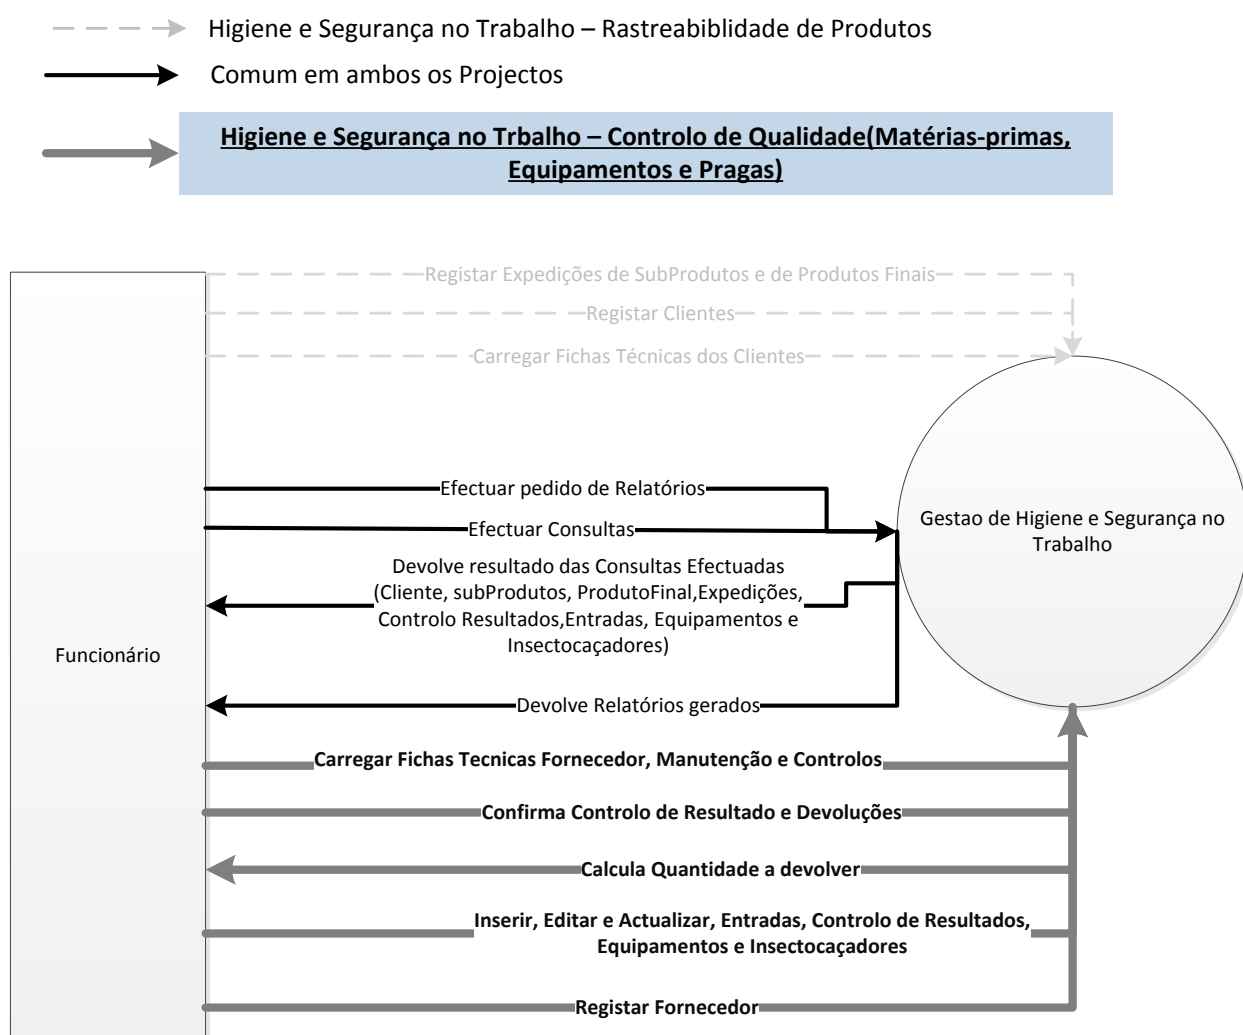 Higiene e Segurança no Trabalho – Rastreabiblidade de Produtos
Comum em ambos os Projectos
Higiene e Segurança no Trbalho – Controlo de Qualidade(Matérias-primas,
Equipamentos e Pragas)
Registar Expedições de SubProdutos e de Produtos Finais
Registar Clientes
Carregar Fichas Técnicas dos Clientes
Efectuar pedido de Relatórios
Efectuar Consultas
Gestao de Higiene e Segurança no
Trabalho
Devolve resultado das Consultas Efectuadas
(Cliente, subProdutos, ProdutoFinal,Expedições,
Controlo Resultados,Entradas, Equipamentos e
Insectocaçadores)
Funcionário
Devolve Relatórios gerados
Carregar Fichas Tecnicas Fornecedor, Manutenção e Controlos
Confirma Controlo de Resultado e Devoluções
Calcula Quantidade a devolver
Inserir, Editar e Actualizar, Entradas, Controlo de Resultados,
Equipamentos e Insectocaçadores
Registar Fornecedor